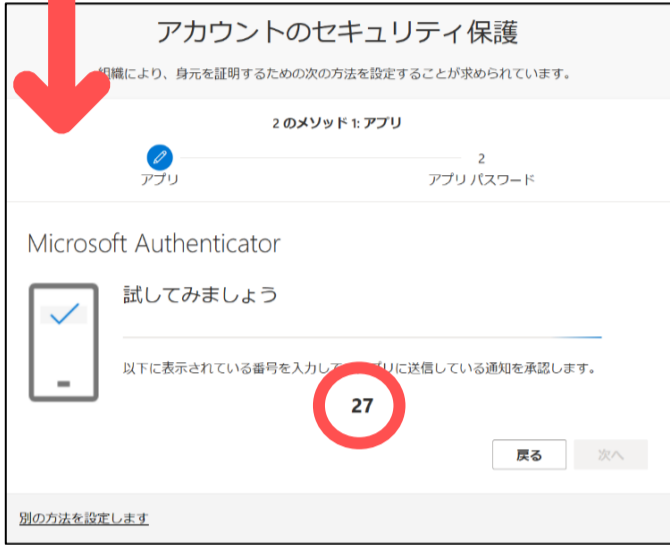 アカウントのセキュリティ保護
組織により、身元を証明するための次の方法を設定することが求められています。
2 のメソッド 1: アプリ
2
アプリ
アプリ パスワード
Microsoft Authenticator
試してみましょう
以下に表示されている番号を入力して、アプリに送信している通知を承認します。
27
戻る
次へ
別の方法を設定します